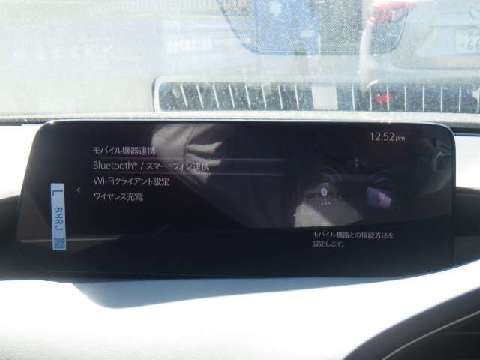 12:52pm
モバイル機器連携
Bluetooth® / スマートフォン連携
Wi-Fiクライアント設定
ワイヤレス充電
モバイル機器との接続方法を
設定します。
L